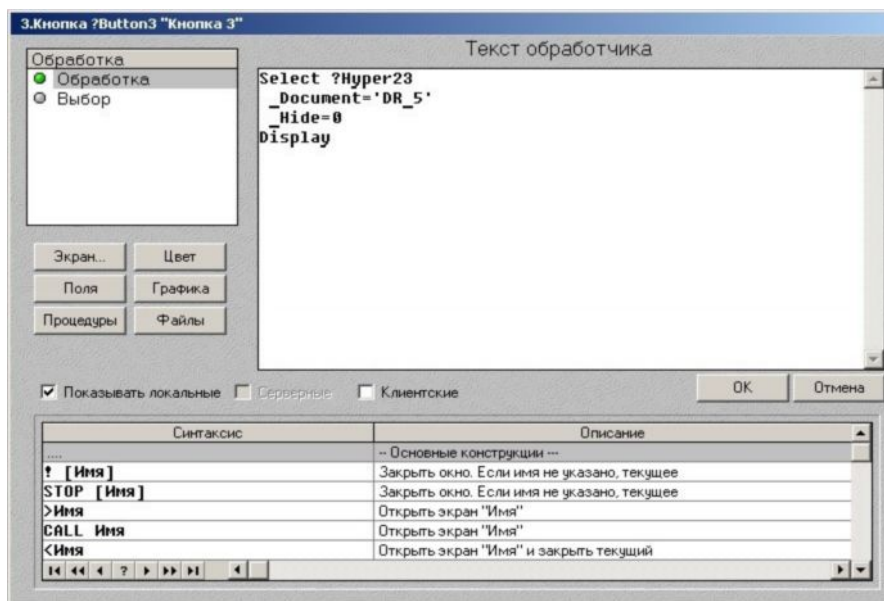 3.Кнопка ?Button3 "Кнопка 3"
Обработка
Обработка
Выбор
Текст обработчика
Select ?Hyper23
_Document='DR_5'
_Hide=0
Display
Экран... Цвет
Поля Графика
Процедуры Файлы
Показывать локальные Серверные Клиентские
OK Отмена
Синтаксис Описание
.... -- Основные конструкции ---
! [Имя] Закрыть окно. Если имя не указано, текущее
STOP [Имя] Закрыть окно. Если имя не указано, текущее
>Имя Открыть экран "Имя"
CALL Имя Открыть экран "Имя"
<Имя Открыть экран "Имя" и закрыть текущий
?